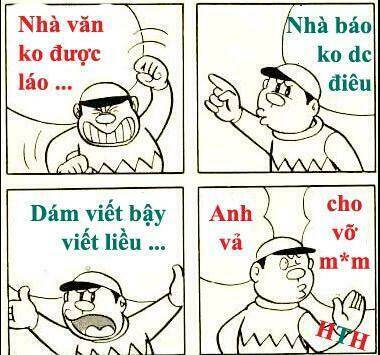 Nhà văn
ko được
láo ...
Nhà báo
ko dc
điêu
Dám viết bậy
viết liều ...
Anh
vả
cho
vỡ
m*m
HTH